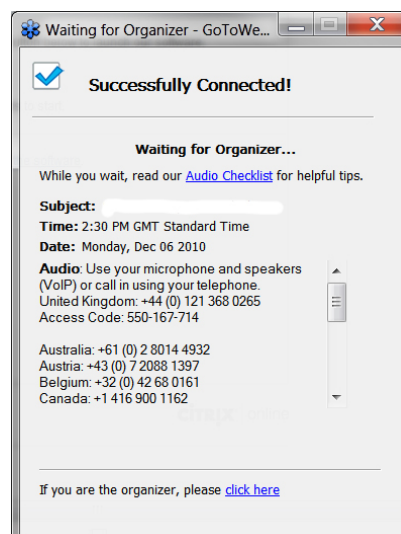 Waiting for Organizer - GoToWe...
Successfully Connected!
Waiting for Organizer...
While you wait, read our Audio Checklist for helpful tips.
Subject:
Time: 2:30 PM GMT Standard Time
Date: Monday, Dec 06 2010
Audio: Use your microphone and speakers
(VoIP) or call in using your telephone.
United Kingdom: +44 (0) 121 368 0265
Access Code: 550-167-714
Australia: +61 (0) 2 8014 4932
Austria: +43 (0) 7 2088 1397
Belgium: +32 (0) 42 68 0161
Canada: +1 416 900 1162
If you are the organizer, please click here